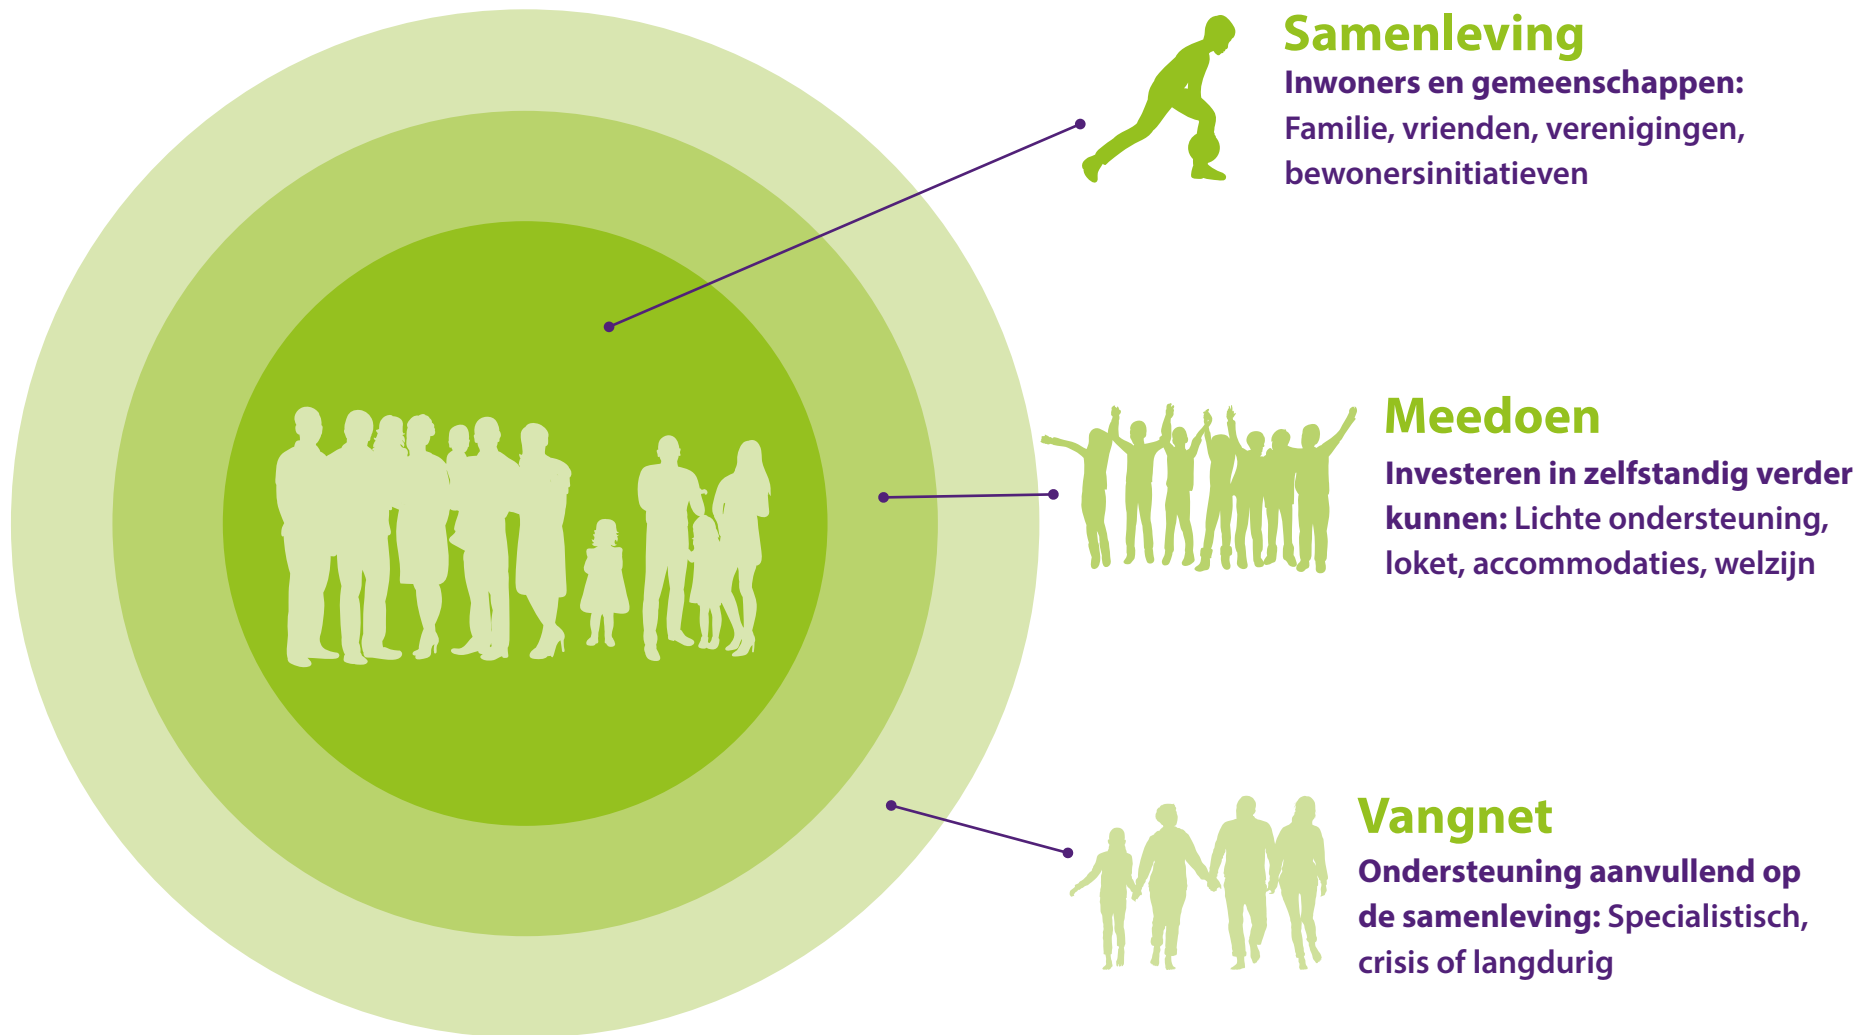 Samenleving
Inwoners en gemeenschappen:
Familie, vrienden, verenigingen,
bewonersinitiatieven
Meedoen
Investeren in zelfstandig verder
kunnen: Lichte ondersteuning,
loket, accommodaties, welzijn
Vangnet
Ondersteuning aanvullend op
de samenleving: Specialistisch,
crisis of langdurig